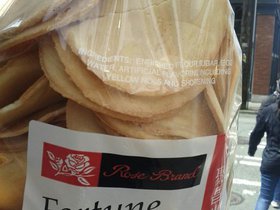 INGREDIENTS: ENRICHED FLOUR, SUGAR, EGG
WATER, ARTIFICIAL FLAVORING, INCLUDING
YELLOW NO. 5 AND SHORTENING
Rose Brand
Fortune